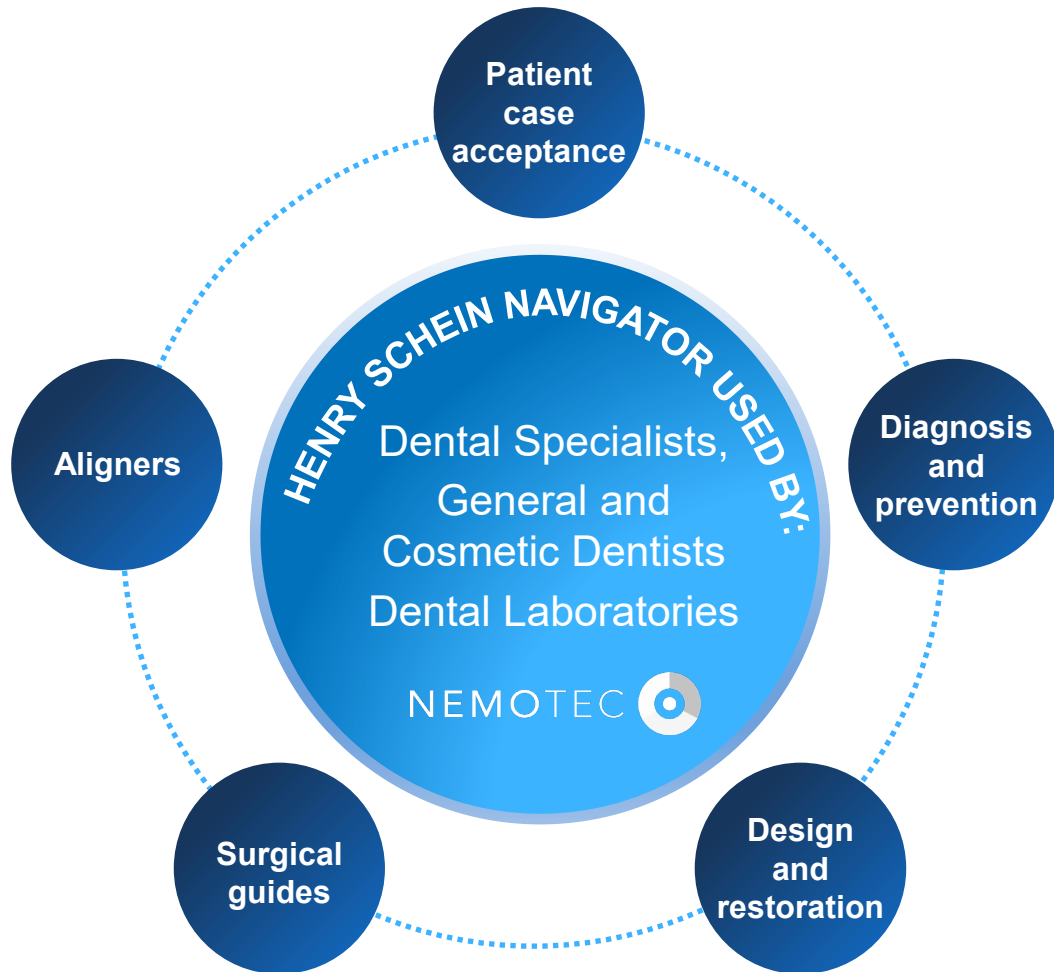 Patient
case
acceptance
HENRY SCHEIN NAVIGATOR USED BY:
Dental Specialists,
General and
Cosmetic Dentists
Dental Laboratories
NEMOTEC
Diagnosis
and
prevention
Design
and
restoration
Surgical
guides
Aligners